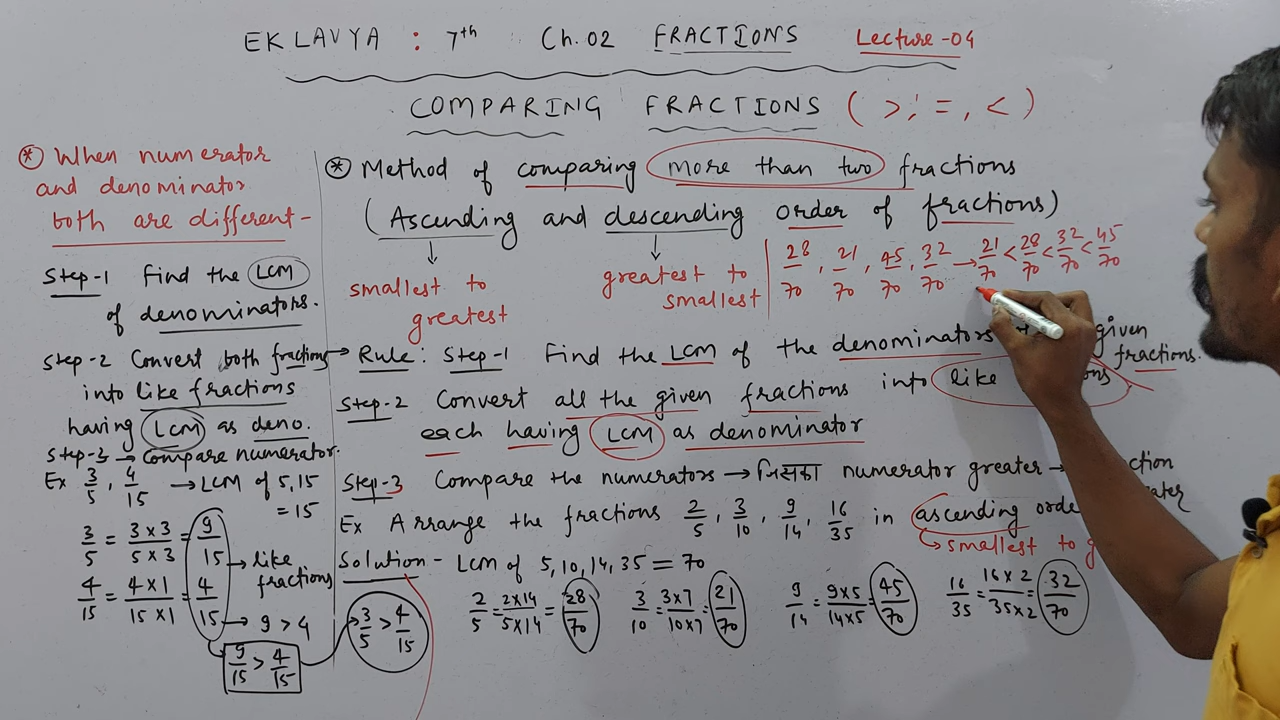 EKLAVYA : 7th Ch. 02 FRACTIONS Lecture-04
COMPARING FRACTIONS ( >, =, < )
* When numerator
and denominator
both are different-
Step-1 Find the LCM
of denominators.
Step-2 Convert both fractions
into like fractions
having LCM as deno.
Step-3 → Compare numerator.
Ex 3/5, 4/15 → LCM of 5,15
= 15
3/5 = 3×3/5×3 = 9/15
→ like
fractions
4/15 = 4×1/15×1 = 4/15
→ 9 > 4
9/15 > 4/15
3/5 > 4/15
* Method of comparing more than two fractions
(Ascending and descending order of fractions)
smallest to
greatest
greatest to
smallest
28/70, 21/70, 45/70, 32/70 → 21/70 < 28/70 < 32/70 < 45/70
→ Rule: Step-1 Find the LCM of the denominators given
fractions.
Step-2 Convert all the given fractions into like
each having LCM as denominator
Step-3 Compare the numerators → जिसका numerator greater →
Ex Arrange the fractions 2/5, 3/10, 9/14, 16/35 in ascending
→ smallest to
Solution - LCM of 5,10,14,35 = 70
2/5 = 2×14/5×14 = 28/70 3/10 = 3×7/10×7 = 21/70 9/14 = 9×5/14×5 = 45/70 16/35 = 16×2/35×2 = 32/70